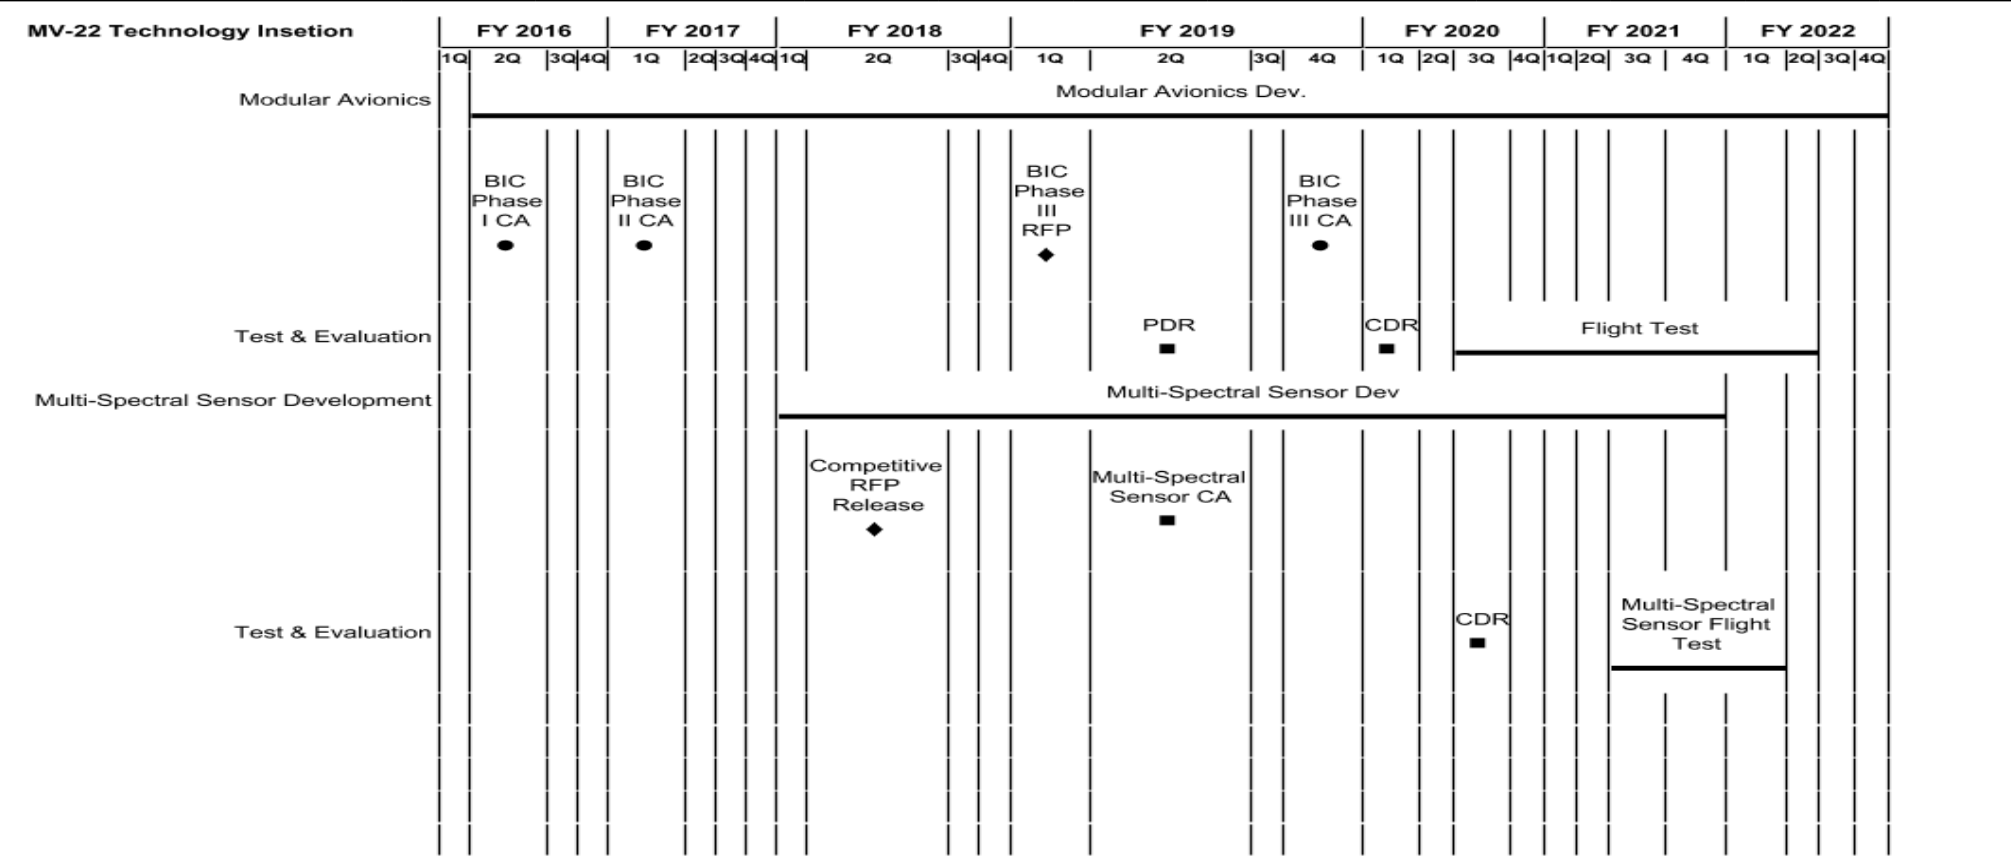 MV-22 Technology Insetion
FY 2016 FY 2017 FY 2018 FY 2019 FY 2020 FY 2021 FY 2022
1Q 2Q 3Q 4Q 1Q 2Q 3Q 4Q 1Q 2Q 3Q 4Q 1Q 2Q 3Q 4Q 1Q 2Q 3Q 4Q 1Q 2Q 3Q 4Q 1Q 2Q 3Q 4Q
Modular Avionics
Modular Avionics Dev.
BIC
Phase
I CA
BIC
Phase
II CA
BIC
Phase
III
RFP
BIC
Phase
III CA
Test & Evaluation
PDR
CDR
Flight Test
Multi-Spectral Sensor Development
Multi-Spectral Sensor Dev
Competitive
RFP
Release
Multi-Spectral
Sensor CA
Test & Evaluation
CDR
Multi-Spectral
Sensor Flight
Test